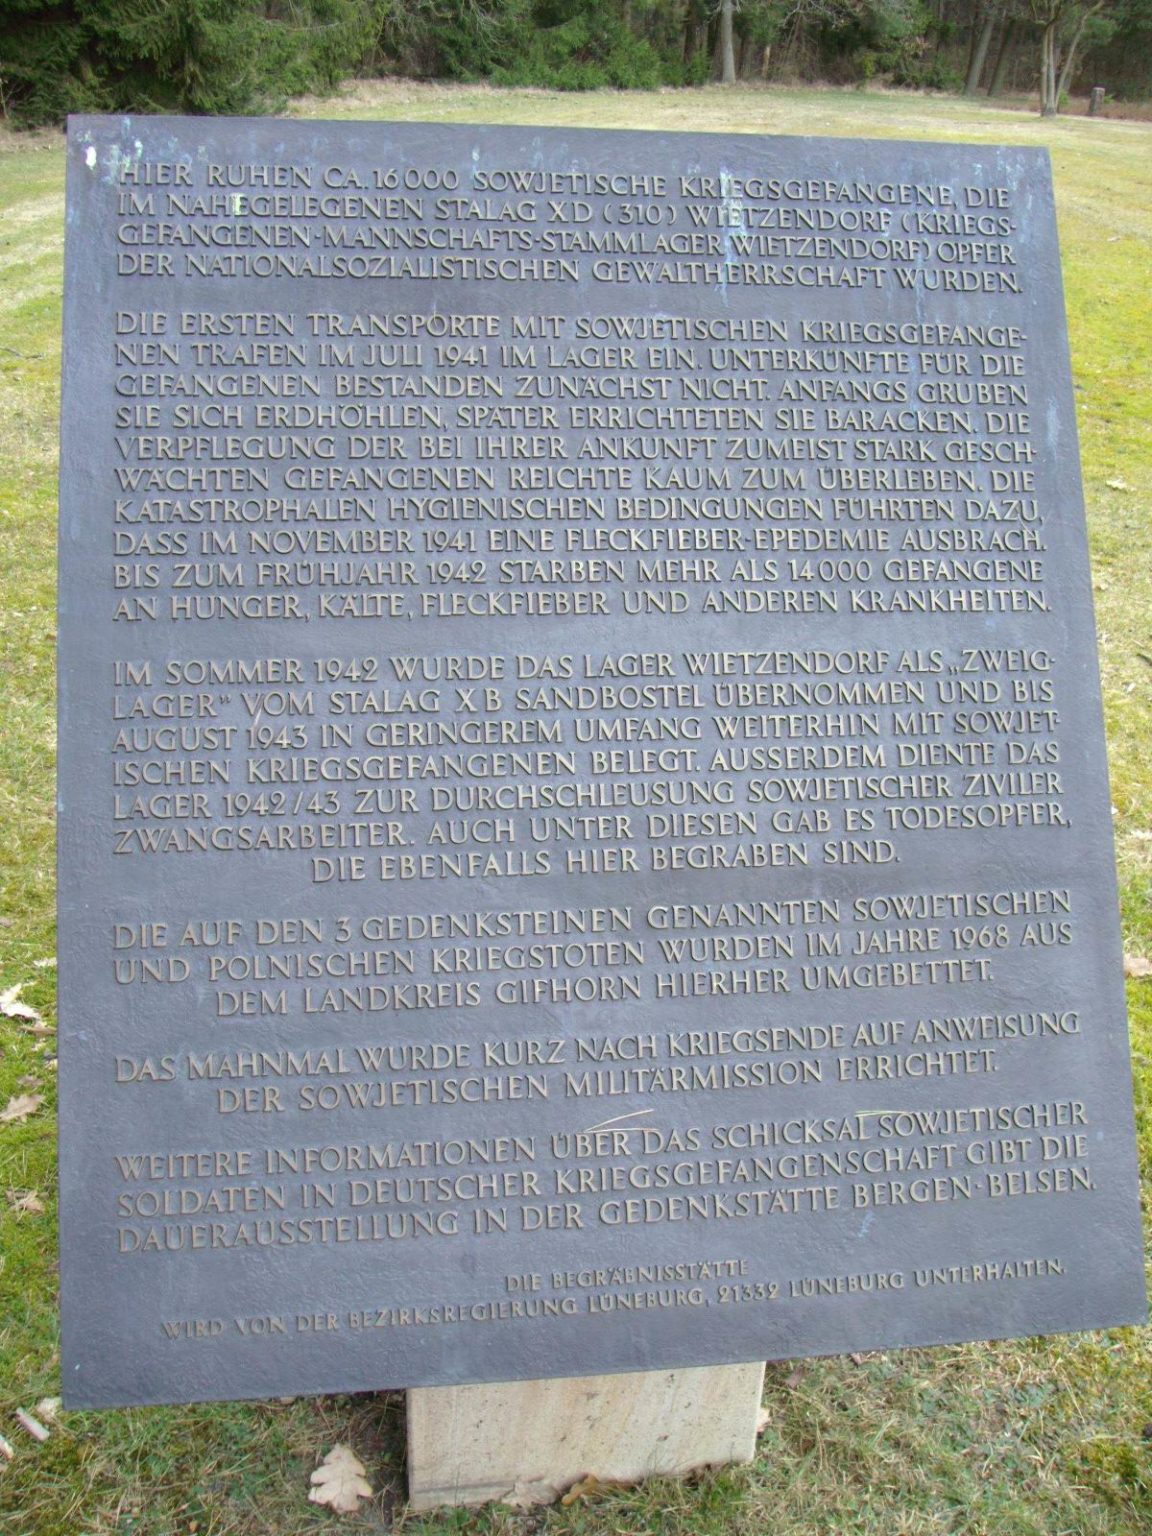 HIER RUHEN CA. 16000 SOWJETISCHE KRIEGSGEFANGENE, DIE
IM NAHEGELEGENEN STALAG XD (310) WIETZENDORF (KRIEGS-
GEFANGENEN-MANNSCHAFTS-STAMMLAGER WIETZENDORF) OPFER
DER NATIONALSOZIALISTISCHEN GEWALTHERRSCHAFT WURDEN.
DIE ERSTEN TRANSPORTE MIT SOWJETISCHEN KRIEGSGEFANGE-
NEN TRAFEN IM JULI 1941 IM LAGER EIN. UNTERKÜNFTE FÜR DIE
GEFANGENEN BESTANDEN ZUNÄCHST NICHT. ANFANGS GRUBEN
SIE SICH ERDHÖHLEN, SPÄTER ERRICHTETEN SIE BARACKEN. DIE
VERPFLEGUNG DER BEI IHRER ANKUNFT ZUMEIST STARK GESCH-
WÄCHTEN GEFANGENEN REICHTE KAUM ZUM ÜBERLEBEN. DIE
KATASTROPHALEN HYGIENISCHEN BEDINGUNGEN FÜHRTEN DAZU,
DASS IM NOVEMBER 1941 EINE FLECKFIEBER-EPEDEMIE AUSBRACH.
BIS ZUM FRÜHJAHR 1942 STARBEN MEHR ALS 14000 GEFANGENE
AN HUNGER, KÄLTE, FLECKFIEBER UND ANDEREN KRANKHEITEN.
IM SOMMER 1942 WURDE DAS LAGER WIETZENDORF ALS „ZWEIG-
LAGER" VOM STALAG XB SANDBOSTEL ÜBERNOMMEN UND BIS
AUGUST 1943 IN GERINGEREM UMFANG WEITERHIN MIT SOWJET-
ISCHEN KRIEGSGEFANGENEN BELEGT. AUSSERDEM DIENTE DAS
LAGER 1942/43 ZUR DURCHSCHLEUSUNG SOWJETISCHER ZIVILER
ZWANGSARBEITER. AUCH UNTER DIESEN GAB ES TODESOPFER,
DIE EBENFALLS HIER BEGRABEN SIND.
DIE AUF DEN 3 GEDENKSTEINEN GENANNTEN SOWJETISCHEN
UND POLNISCHEN KRIEGSTOTEN WURDEN IM JAHRE 1968 AUS
DEM LANDKREIS GIFHORN HIERHER UMGEBETTET.
DAS MAHNMAL WURDE KURZ NACH KRIEGSENDE AUF ANWEISUNG
DER SOWJETISCHEN MILITÄRMISSION ERRICHTET.
WEITERE INFORMATIONEN ÜBER DAS SCHICKSAL SOWJETISCHER
SOLDATEN IN DEUTSCHER KRIEGSGEFANGENSCHAFT GIBT DIE
DAUERAUSSTELLUNG IN DER GEDENKSTÄTTE BERGEN-BELSEN.
DIE BEGRÄBNISSTÄTTE
WIRD VON DER BEZIRKSREGIERUNG LÜNEBURG, 21332 LÜNEBURG UNTERHALTEN.